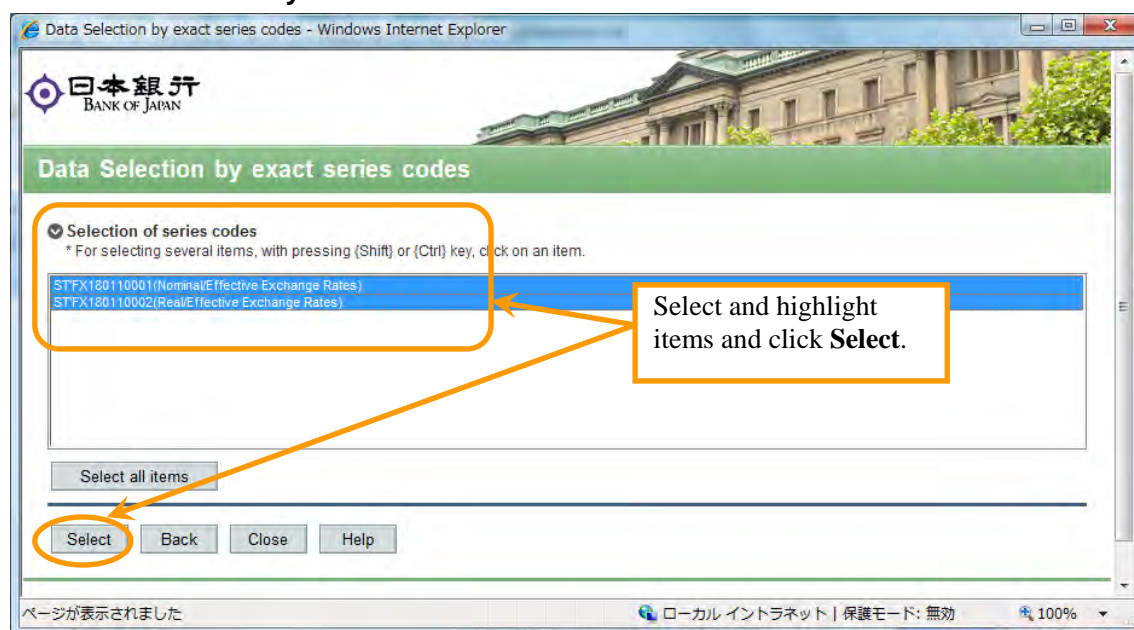 Data Selection by exact series codes - Windows Internet Explorer
日本銀行
BANK OF JAPAN
Data Selection by exact series codes
Selection of series codes
* For selecting several items, with pressing {Shift} or {Ctrl} key, click on an item.
ST'FX180110001(Nominal/Effective Exchange Rates)
ST'FX180110002(Real/Effective Exchange Rates)
Select and highlight
items and click Select.
Select all items
Select Back Close Help
ページが表示されました ローカル イントラネット | 保護モード: 無効 100%